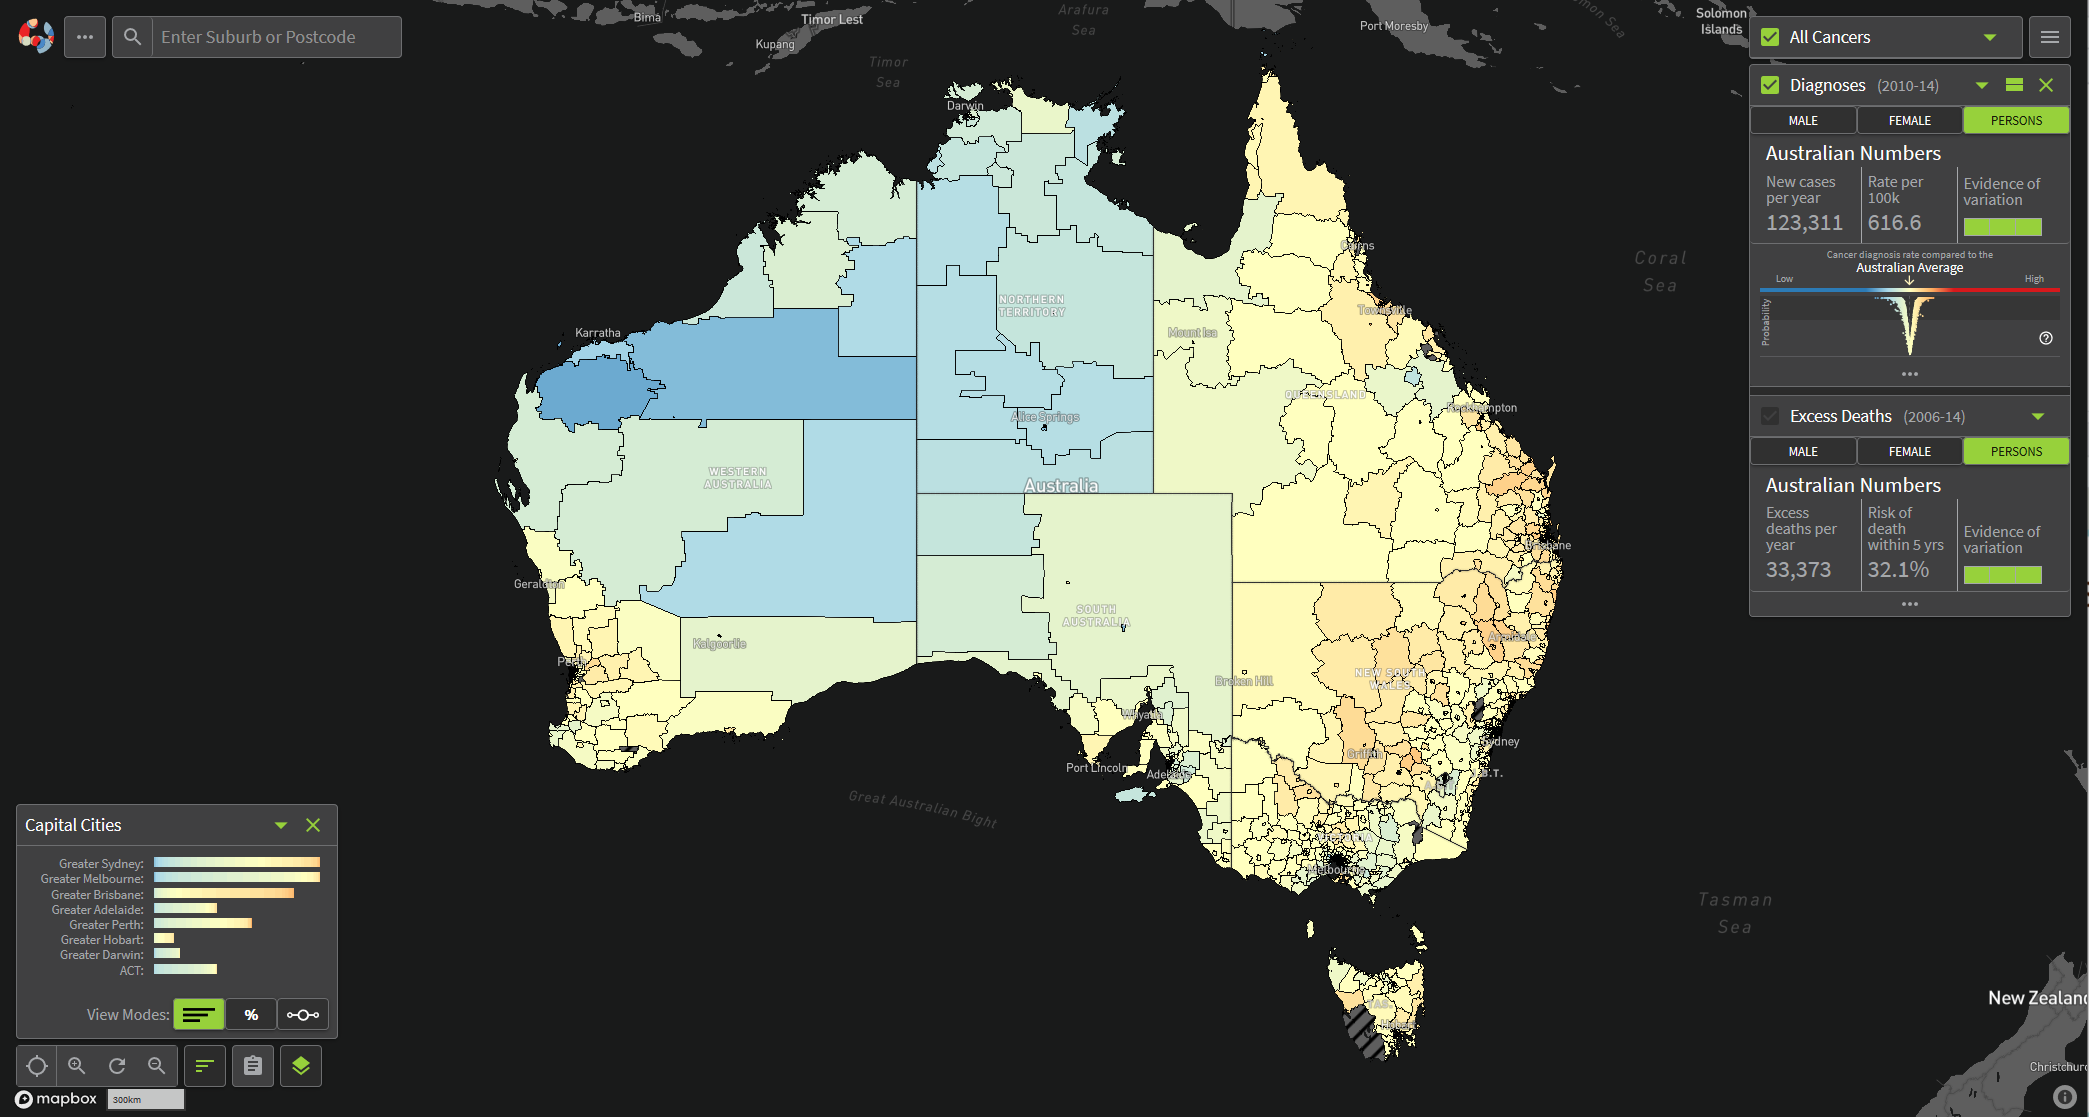 Enter Suburb or Postcode
Bima
Timor Lest
Kupang
Arafura
Sea
Timor
Sea
Port Moresby
Solomon
Islands
Darwin
Cairns
Coral
Sea
NORTHERN
TERRITORY
Townsville
Karratha
Mount Isa
QUEENSLAND
Rockhampton
Alice Springs
WESTERN
AUSTRALIA
Australia
Brisbane
Geraldton
SOUTH
AUSTRALIA
Armidale
Kalgoorlie
Perth
NEW SOUTH
WALES
Broken Hill
Whyalla
Sydney
Griffith
Port Lincoln
Adelaide
Great Australian Bight
Melbourne
Tasman
Sea
TAS.
Hobart
New Zealand
Christchurc
All Cancers
Diagnoses (2010-14)
MALE FEMALE PERSONS
Australian Numbers
New cases
per year
123,311
Rate per
100k
616.6
Evidence of
variation
Cancer diagnosis rate compared to the
Australian Average
Low
High
Probability
Excess Deaths (2006-14)
MALE FEMALE PERSONS
Australian Numbers
Excess
deaths per
year
33,373
Risk of
death
within 5 yrs
32.1%
Evidence of
variation
Capital Cities
Greater Sydney:
Greater Melbourne:
Greater Brisbane:
Greater Adelaide:
Greater Perth:
Greater Hobart:
Greater Darwin:
ACT:
View Modes: %
mapbox
300km